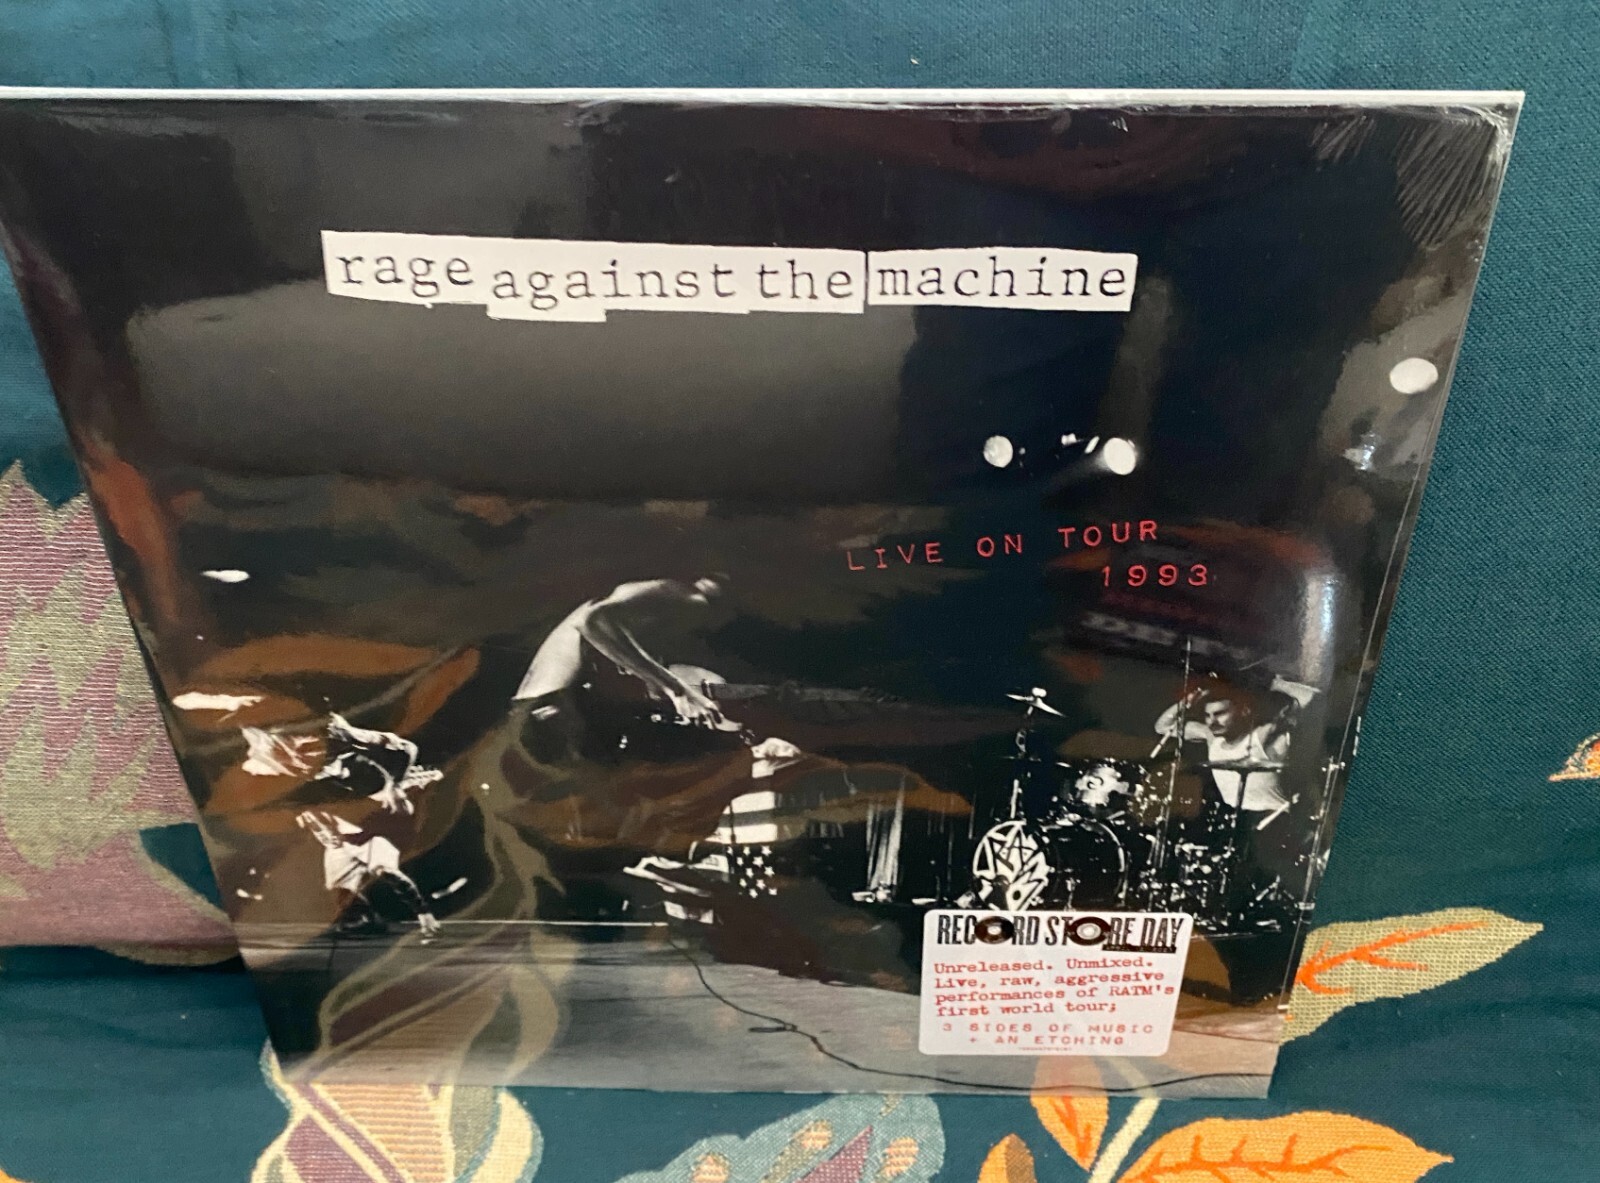 rage against the machine
LIVE ON TOUR
1993
RECORD STORE DAY
Unreleased. Unmixed.
Live, raw, aggressive
performances of RATM's
first world tour;
3 SIDES OF MUSIC
+ AN ETCHING